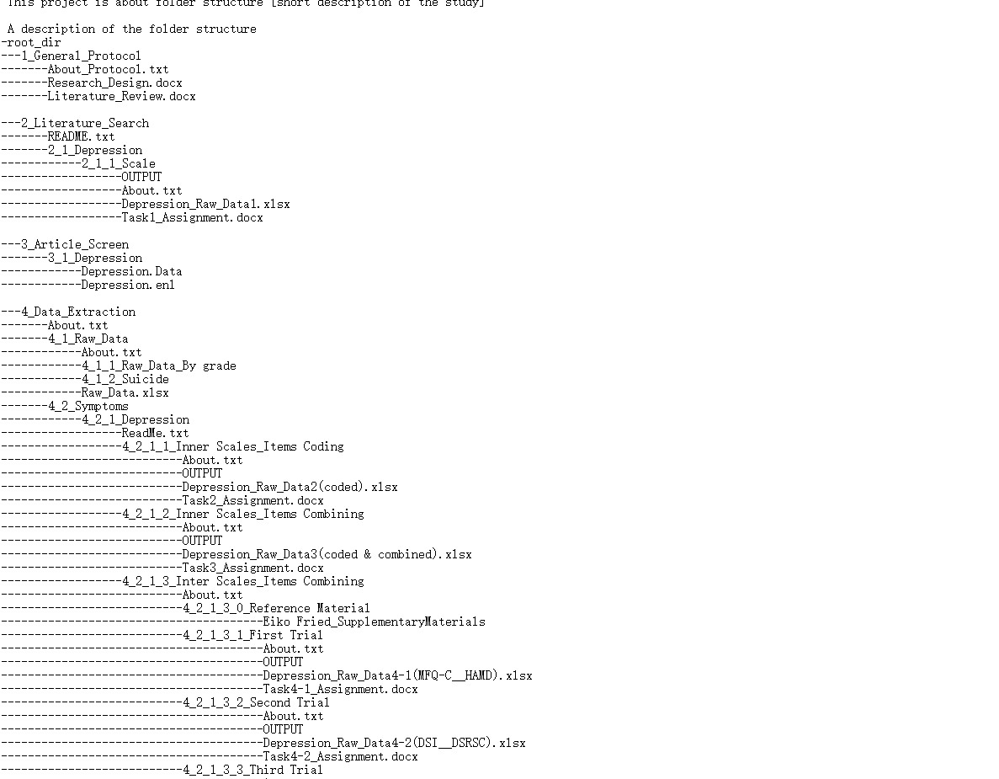 This project is about folder structure [short description of the study]
A description of the folder structure
-root_dir
---1_General_Protocol
-------About_Protocol.txt
-------Research_Design.docx
-------Literature_Review.docx
---2_Literature_Search
-------README.txt
-------2_1_Depression
------------2_1_1_Scale
------------------OUTPUT
------------------About.txt
------------------Depression_Raw_Data1.xlsx
------------------Task1_Assignment.docx
---3_Article_Screen
-------3_1_Depression
------------Depression.Data
------------Depression.enl
---4_Data_Extraction
-------About.txt
-------4_1_Raw_Data
------------About.txt
------------4_1_1_Raw_Data_By grade
------------4_1_2_Suicide
------------Raw_Data.xlsx
-------4_2_Symptoms
------------4_2_1_Depression
------------------ReadMe.txt
------------------4_2_1_1_Inner Scales_Items Coding
---------------------------About.txt
---------------------------OUTPUT
---------------------------Depression_Raw_Data2(coded).xlsx
---------------------------Task2_Assignment.docx
------------------4_2_1_2_Inner Scales_Items Combining
---------------------------About.txt
---------------------------OUTPUT
---------------------------Depression_Raw_Data3(coded & combined).xlsx
---------------------------Task3_Assignment.docx
------------------4_2_1_3_Inter Scales_Items Combining
---------------------------About.txt
---------------------------4_2_1_3_0_Reference Material
---------------------------------------Eiko Fried_SupplementaryMaterials
---------------------------4_2_1_3_1_First Trial
---------------------------------------About.txt
---------------------------------------OUTPUT
---------------------------------------Depression_Raw_Data4-1(MFQ-C__HAMD).xlsx
---------------------------------------Task4-1_Assignment.docx
---------------------------4_2_1_3_2_Second Trial
---------------------------------------About.txt
---------------------------------------OUTPUT
---------------------------------------Depression_Raw_Data4-2(DSI__DSRSC).xlsx
---------------------------------------Task4-2_Assignment.docx
---------------------------4_2_1_3_3_Third Trial